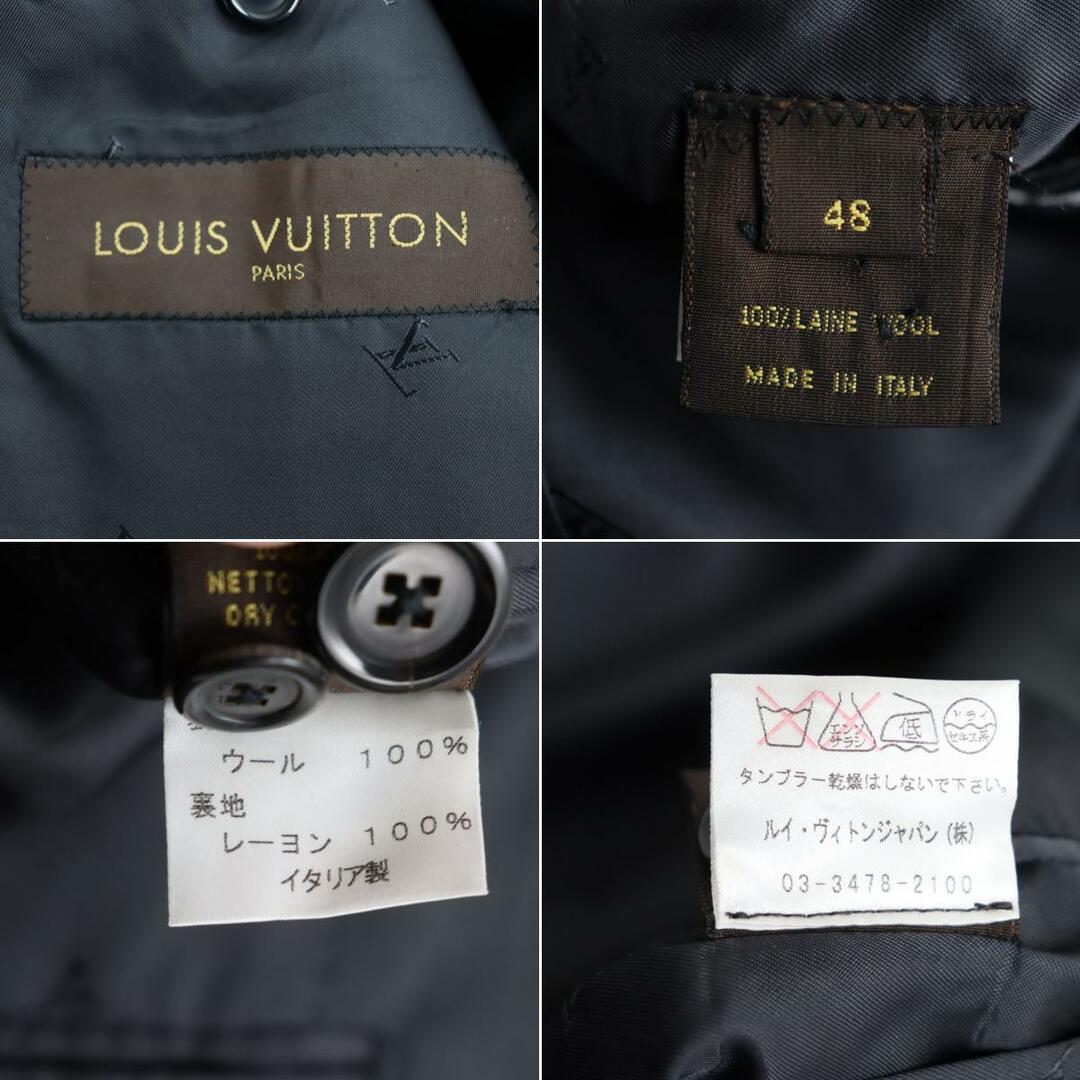 LOUIS VUITTON
PARIS
48
100% LAINE WOOL
MADE IN ITALY
DRY
ウール 100%
裏地
レーヨン 100%
イタリア製
エンソ
サラシ
低
ドライ
セキユ系
タンブラー乾燥はしないで下さい。
ルイ・ヴィトンジャパン(株)
03-3478-2100